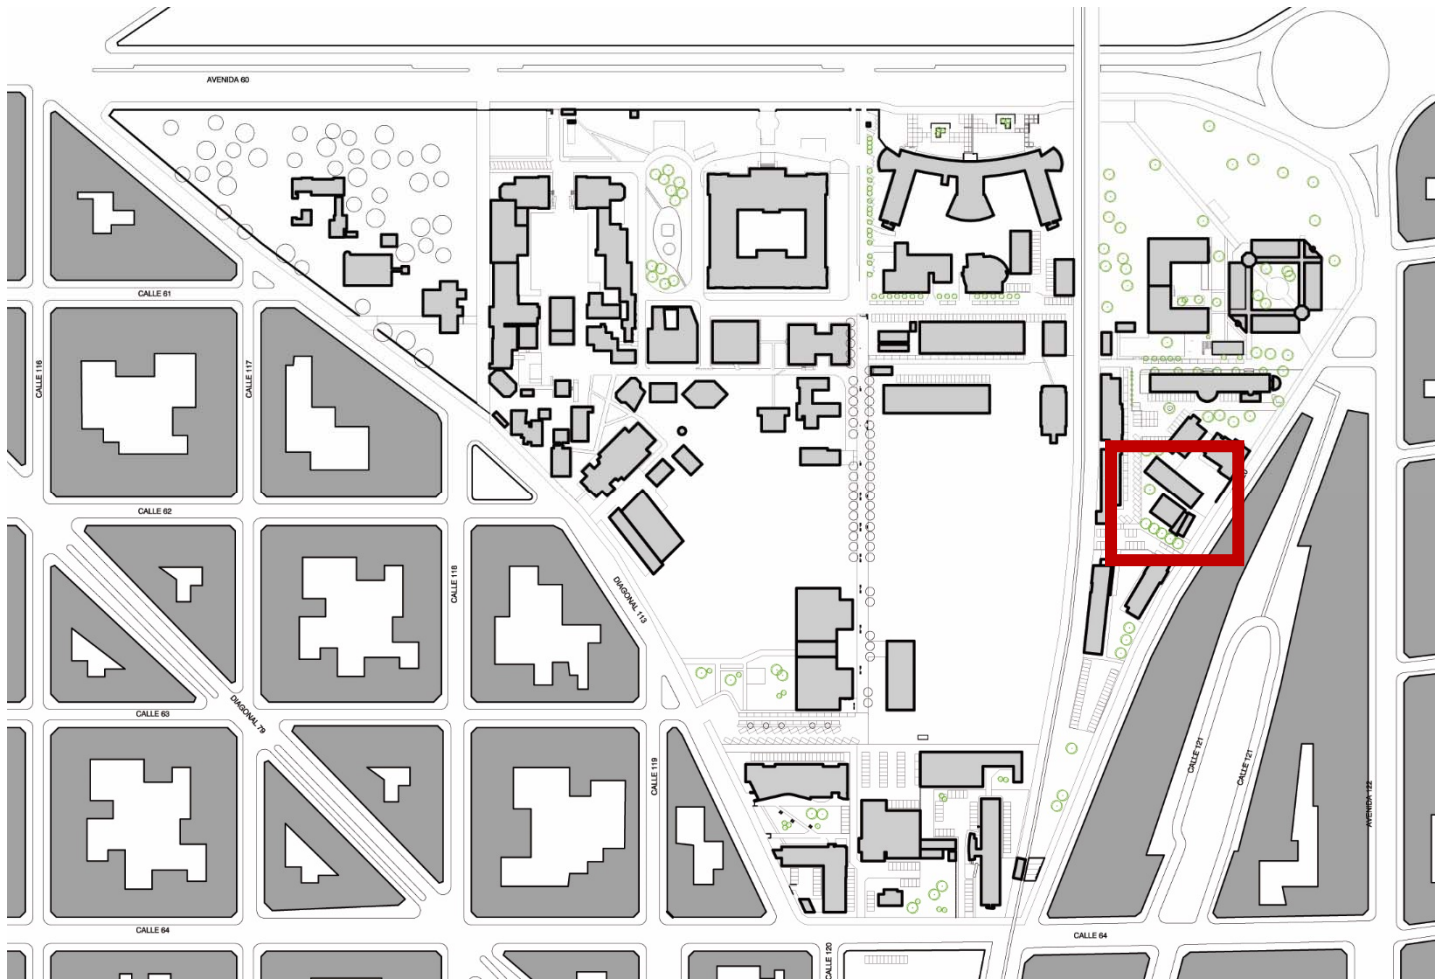 AVENIDA 60
CALLE 61
CALLE 116
CALLE 117
CALLE 62
CALLE 118
DIAGONAL 113
CALLE 63
DIAGONAL 79
CALLE 119
CALLE 121
CALLE 121
AVENIDA 122
CALLE 64
CALLE 120
CALLE 64